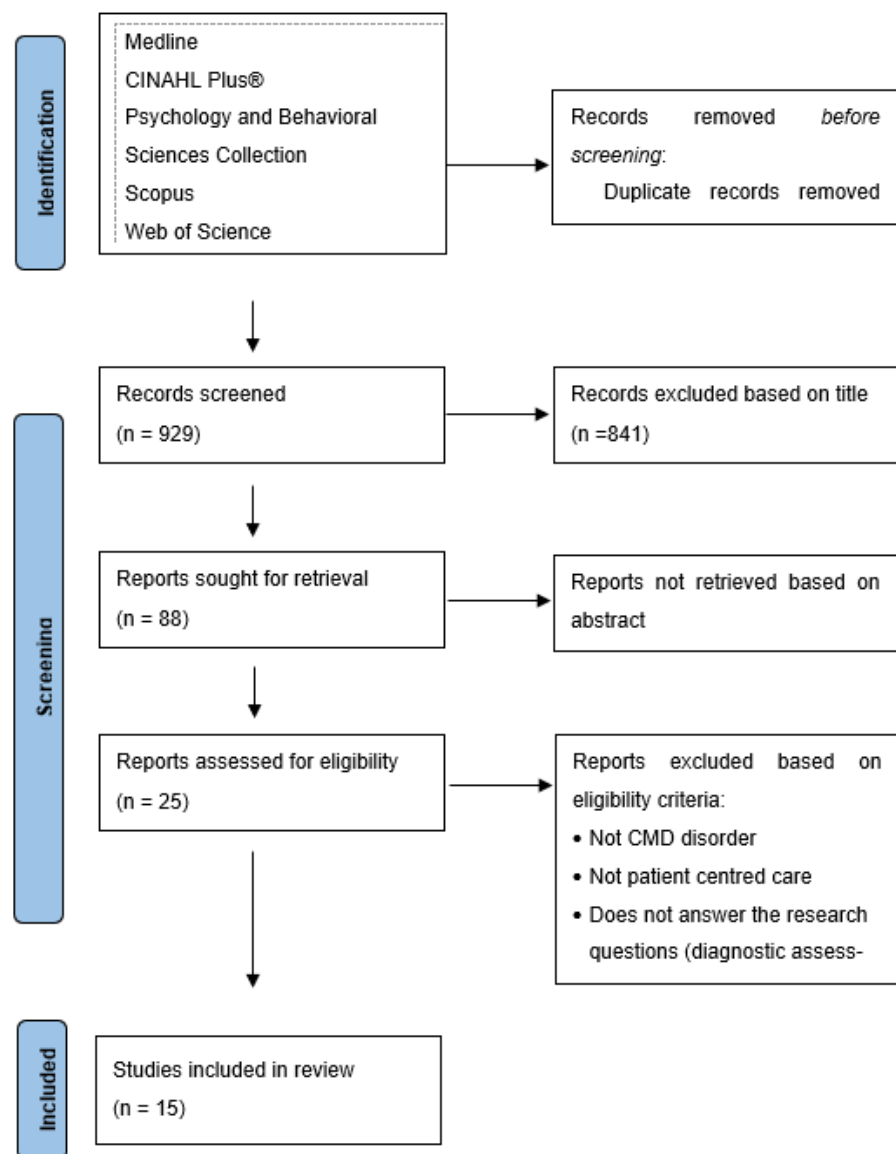 Identification
Medline
CINAHL Plus®
Psychology and Behavioral
Sciences Collection
Scopus
Web of Science
Records removed before
screening:
Duplicate records removed
Screening
Records screened
(n = 929)
Records excluded based on title
(n =841)
Reports sought for retrieval
(n = 88)
Reports not retrieved based on
abstract
Reports assessed for eligibility
(n = 25)
Reports excluded based on
eligibility criteria:
• Not CMD disorder
• Not patient centred care
• Does not answer the research
questions (diagnostic assess-
Included
Studies included in review
(n = 15)